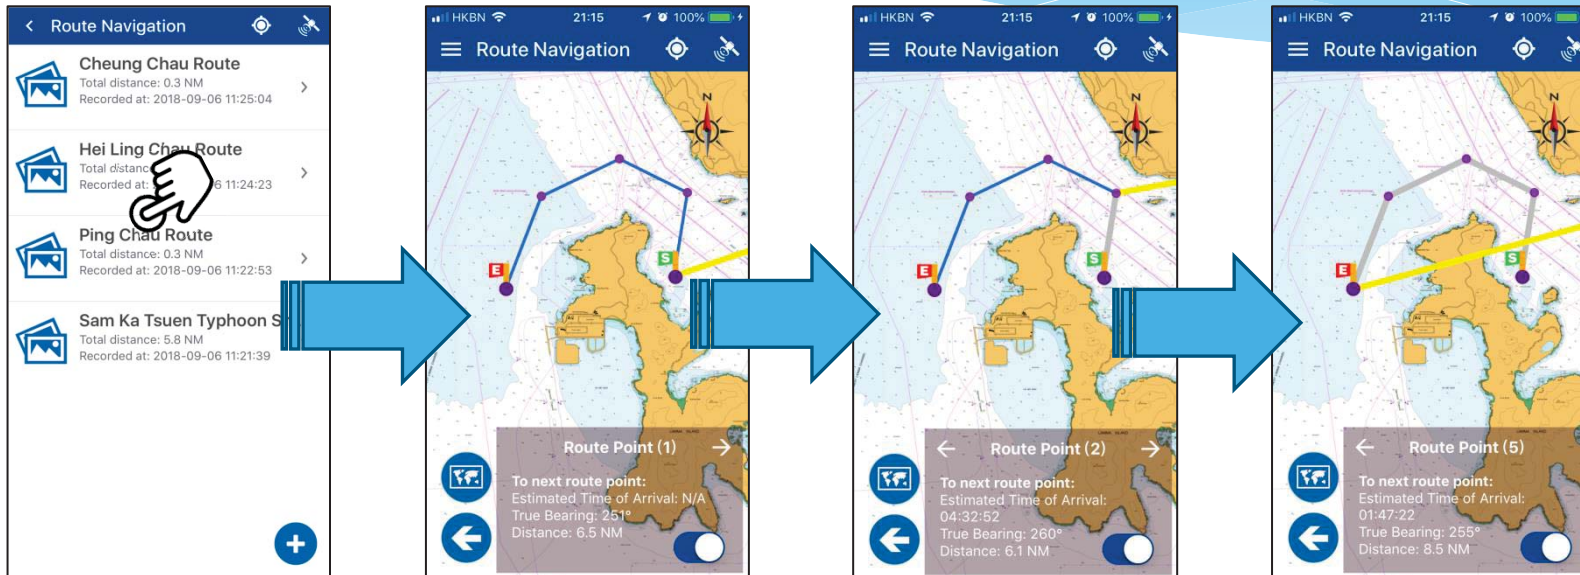 Route Navigation
Cheung Chau Route
Total distance: 0.3 NM
Recorded at: 2018-09-06 11:25:04
Hei Ling Chau Route
Total distanc
Recorded at: 6 11:24:23
Ping Chau Route
Total distance: 0.3 NM
Recorded at: 2018-09-06 11:22:53
Sam Ka Tsuen Typhoon S
Total distance: 5.8 NM
Recorded at: 2018-09-06 11:21:39
HKBN 21:15 100%
Route Navigation
N
E
S
Route Point (1)
To next route point:
Estimated Time of Arrival: N/A
True Bearing: 251°
Distance: 6.5 NM
HKBN 21:15 100%
Route Navigation
N
E
S
Route Point (2)
To next route point:
Estimated Time of Arrival:
04:32:52
True Bearing: 260°
Distance: 6.1 NM
HKBN 21:15 100%
Route Navigation
N
E
S
Route Point (5)
To next route point:
Estimated Time of Arrival:
01:47:22
True Bearing: 255°
Distance: 8.5 NM